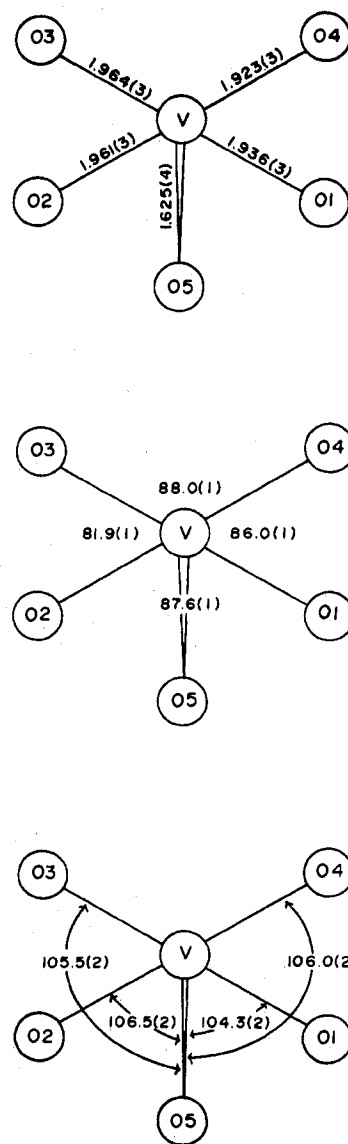 O3
O4
1.964(3)
1.923(3)
V
1.961(3)
1.936(3)
1.625(4)
O2
O1
O5
O3
O4
88.0(1)
81.9(1)
V
86.0(1)
87.6(1)
O2
O1
O5
O3
O4
V
105.5(2)
106.0(2
106.5(2)
104.3(2)
O2
O1
O5